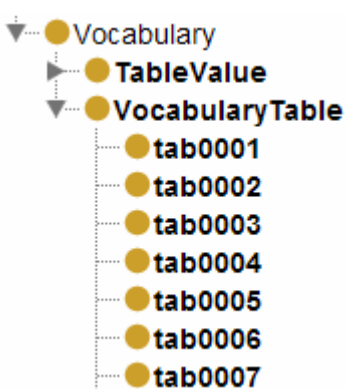 Vocabulary
TableValue
VocabularyTable
tab0001
tab0002
tab0003
tab0004
tab0005
tab0006
tab0007